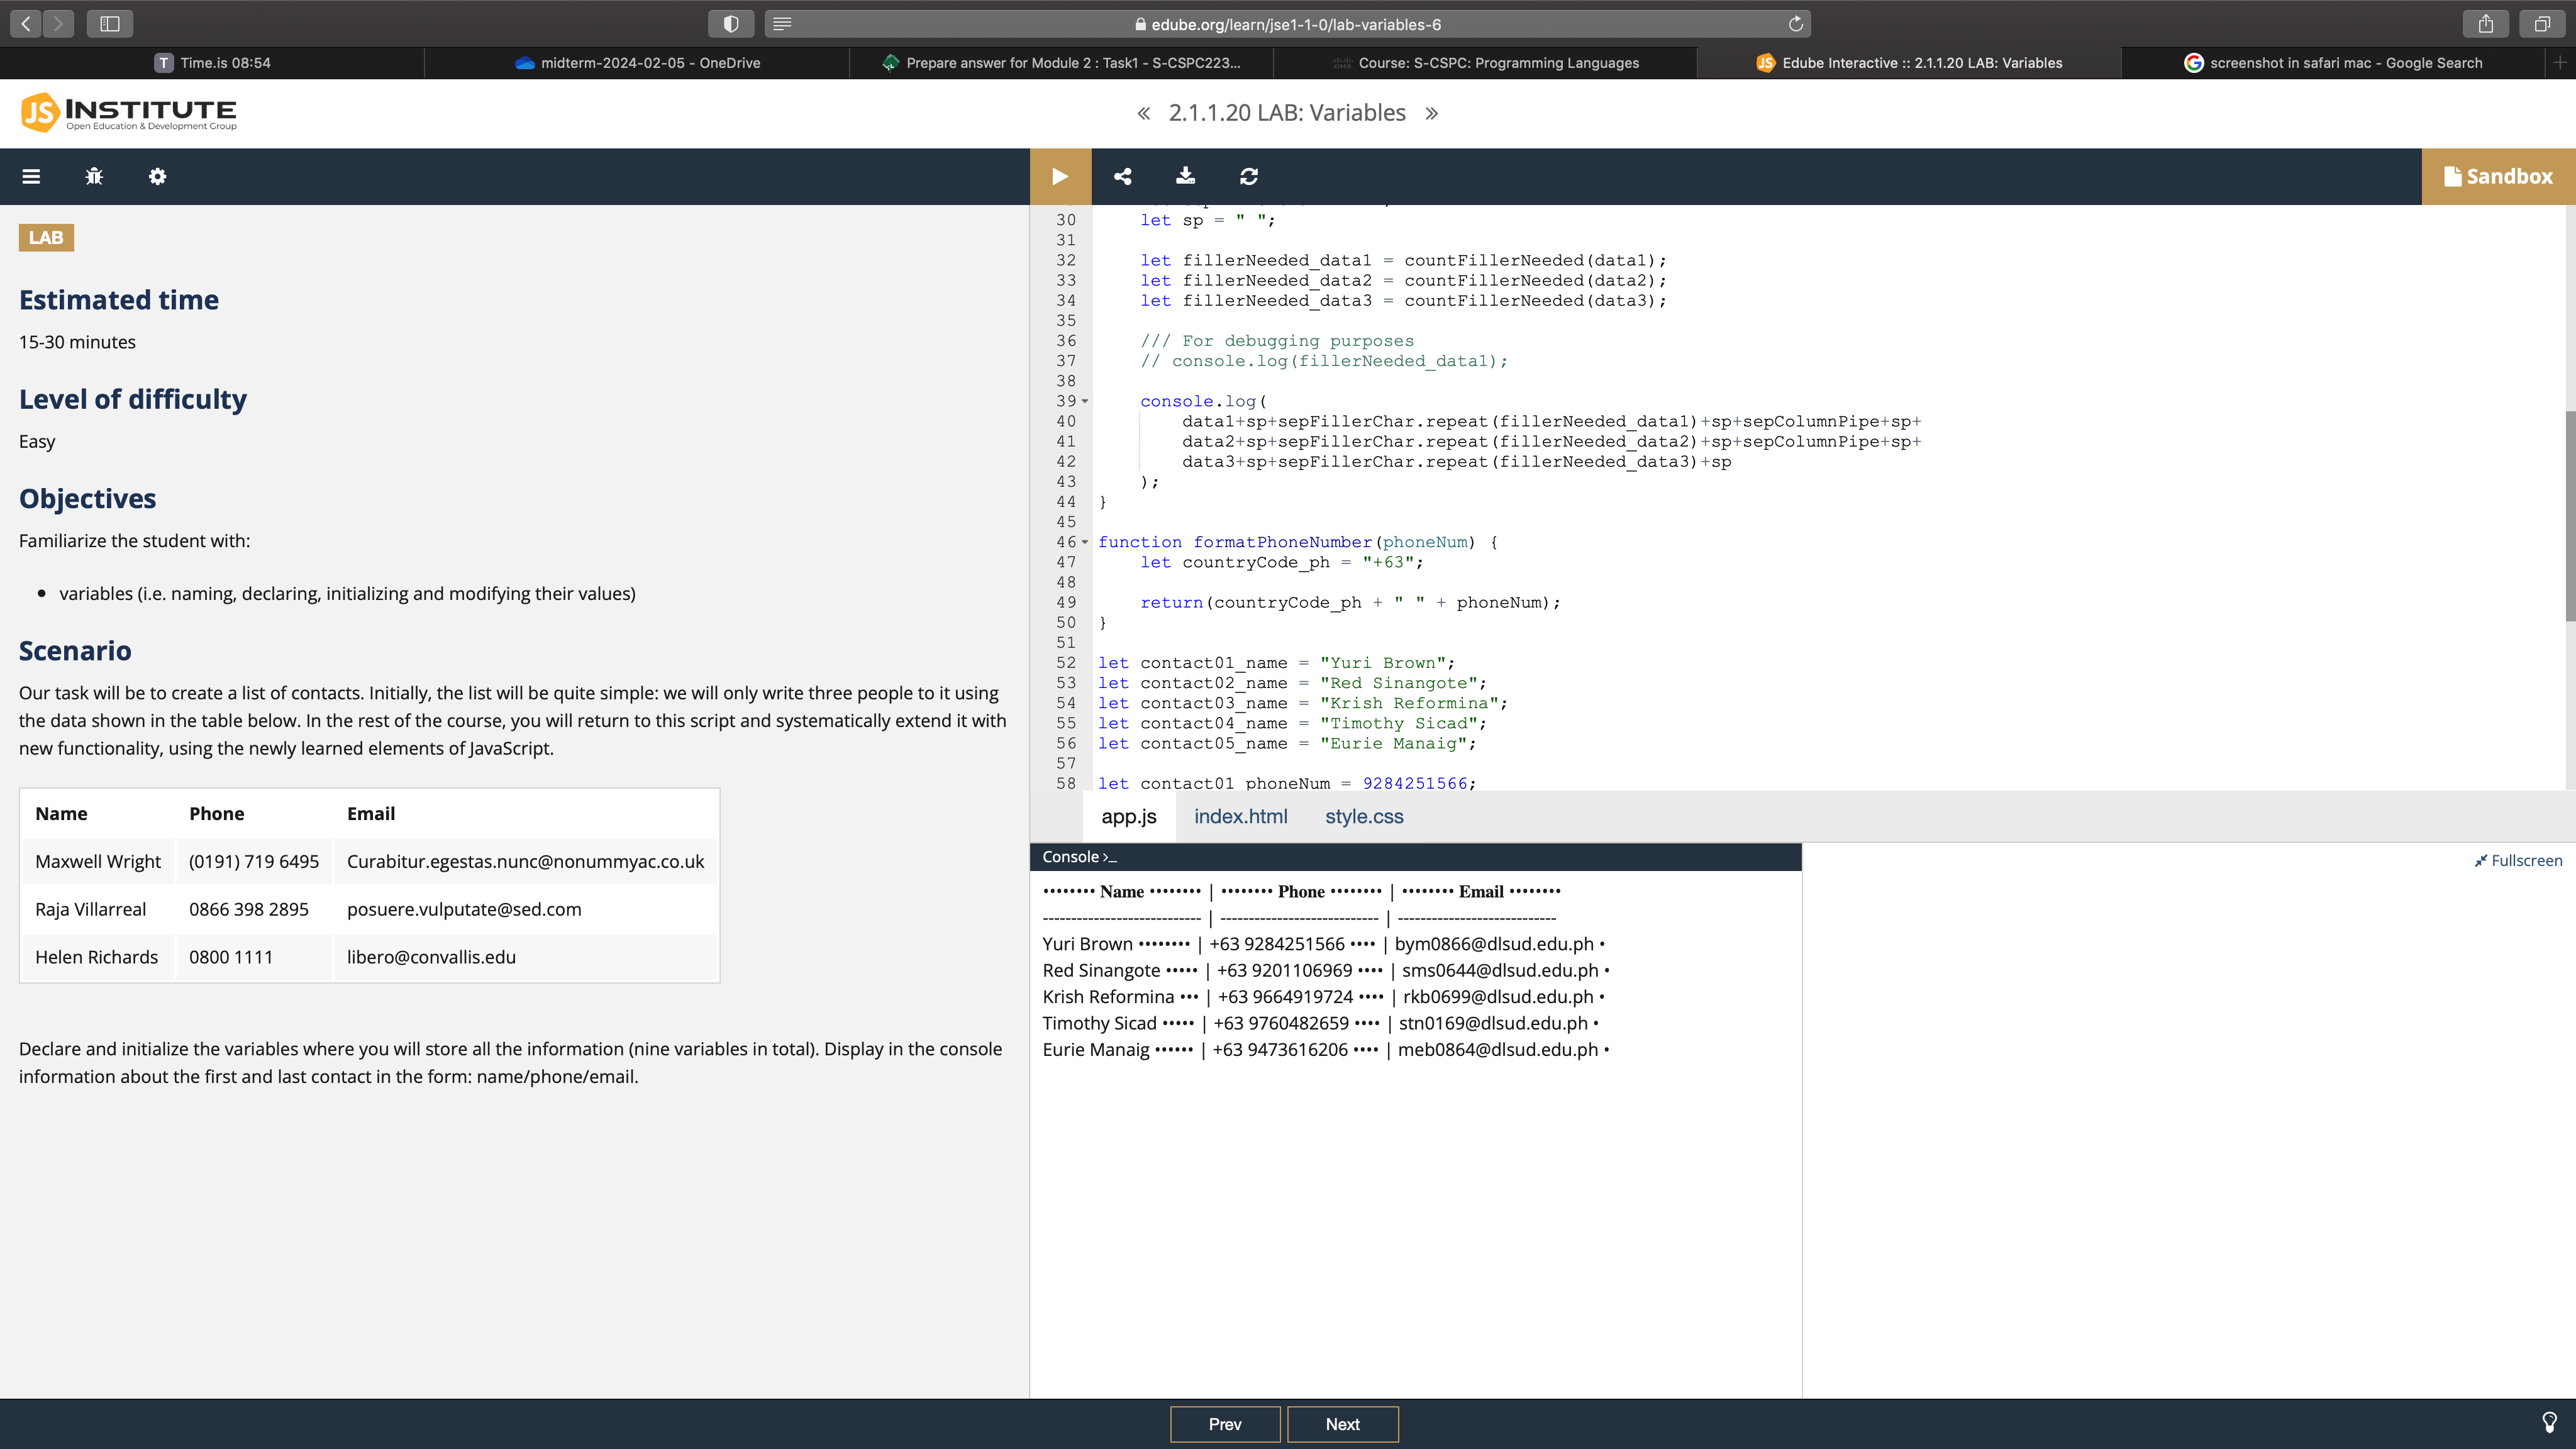 edube.org/learn/jse1-1-0/lab-variables-6
T Time.is 08:54
midterm-2024-02-05 - OneDrive
Prepare answer for Module 2 : Task1 - S-CSPC223...
Course: S-CSPC: Programming Languages
JS Edube Interactive :: 2.1.1.20 LAB: Variables
G screenshot in safari mac - Google Search
JS INSTITUTE
Open Education & Development Group
« 2.1.1.20 LAB: Variables »
Sandbox
LAB
Estimated time
15-30 minutes
Level of difficulty
Easy
Objectives
Familiarize the student with:
• variables (i.e. naming, declaring, initializing and modifying their values)
Scenario
Our task will be to create a list of contacts. Initially, the list will be quite simple: we will only write three people to it using
the data shown in the table below. In the rest of the course, you will return to this script and systematically extend it with
new functionality, using the newly learned elements of JavaScript.
Name Phone Email
Maxwell Wright (0191) 719 6495 Curabitur.egestas.nunc@nonummyac.co.uk
Raja Villarreal 0866 398 2895 posuere.vulputate@sed.com
Helen Richards 0800 1111 libero@convallis.edu
Declare and initialize the variables where you will store all the information (nine variables in total). Display in the console
information about the first and last contact in the form: name/phone/email.
30 let sp = " ";
31
32 let fillerNeeded_data1 = countFillerNeeded(data1);
33 let fillerNeeded_data2 = countFillerNeeded(data2);
34 let fillerNeeded_data3 = countFillerNeeded(data3);
35
36 /// For debugging purposes
37 // console.log(fillerNeeded_data1);
38
39 console.log(
40 data1+sp+sepFillerChar.repeat(fillerNeeded_data1)+sp+sepColumnPipe+sp+
41 data2+sp+sepFillerChar.repeat(fillerNeeded_data2)+sp+sepColumnPipe+sp+
42 data3+sp+sepFillerChar.repeat(fillerNeeded_data3)+sp
43 );
44 }
45
46 function formatPhoneNumber(phoneNum) {
47 let countryCode_ph = "+63";
48
49 return(countryCode_ph + " " + phoneNum);
50 }
51
52 let contact01_name = "Yuri Brown";
53 let contact02_name = "Red Sinangote";
54 let contact03_name = "Krish Reformina";
55 let contact04_name = "Timothy Sicad";
56 let contact05_name = "Eurie Manaig";
57
58 let contact01_phoneNum = 9284251566;
app.js index.html style.css
Console >_
Fullscreen
•••••••• Name •••••••• | •••••••• Phone •••••••• | •••••••• Email ••••••••
---------------------------- | ---------------------------- | ----------------------------
Yuri Brown •••••••• | +63 9284251566 •••• | bym0866@dlsud.edu.ph •
Red Sinangote ••••• | +63 9201106969 •••• | sms0644@dlsud.edu.ph •
Krish Reformina ••• | +63 9664919724 •••• | rkb0699@dlsud.edu.ph •
Timothy Sicad ••••• | +63 9760482659 •••• | stn0169@dlsud.edu.ph •
Eurie Manaig •••••• | +63 9473616206 •••• | meb0864@dlsud.edu.ph •
Prev Next